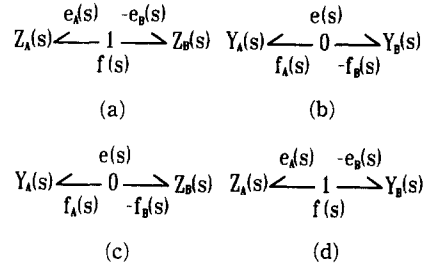 e_A(s) -e_B(s)
Z_A(s) 1 Z_B(s)
f(s)
(a)
e(s)
Y_A(s) 0 Y_B(s)
f_A(s) -f_B(s)
(b)
e(s)
Y_A(s) 0 Z_B(s)
f_A(s) -f_B(s)
(c)
e_A(s) -e_B(s)
Z_A(s) 1 Y_B(s)
f(s)
(d)